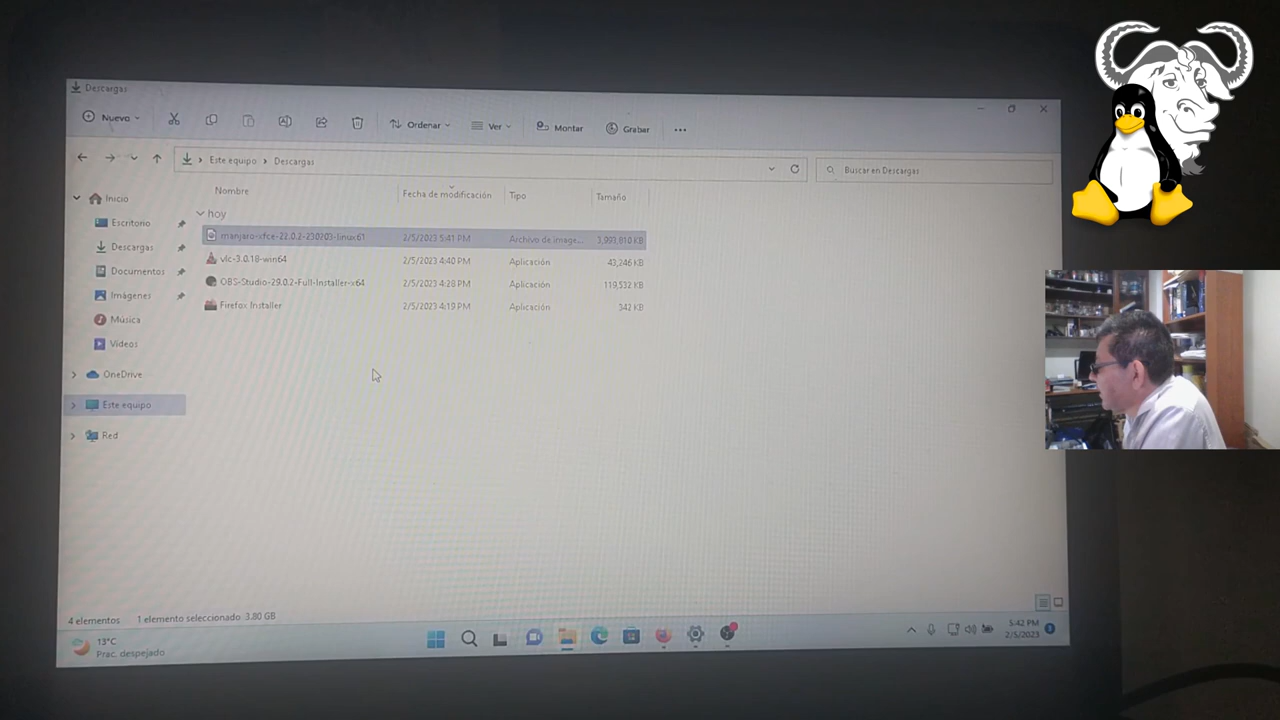 Descargas
Nuevo
Ordenar
Ver
Montar
Grabar
Este equipo
Descargas
Buscar en Descargas
Nombre
Fecha de modificación
Tipo
Tamaño
Inicio
Escritorio
Descargas
Documentos
Imágenes
Música
Vídeos
OneDrive
Este equipo
Red
hoy
manjaro-xfce-22.0.2-230203-linux61 2/5/2023 5:41 PM Archivo de image... 3,993,010 KB
vlc-3.0.18-win64 2/5/2023 4:40 PM Aplicación 43,246 KB
OBS-Studio-29.0.2-Full-Installer-x64 2/5/2023 4:28 PM Aplicación 119,532 KB
Firefox Installer 2/5/2023 4:19 PM Aplicación 342 KB
4 elementos 1 elemento seleccionado 3.80 GB
13°C
Prac. despejado
5:42 PM
2/5/2023